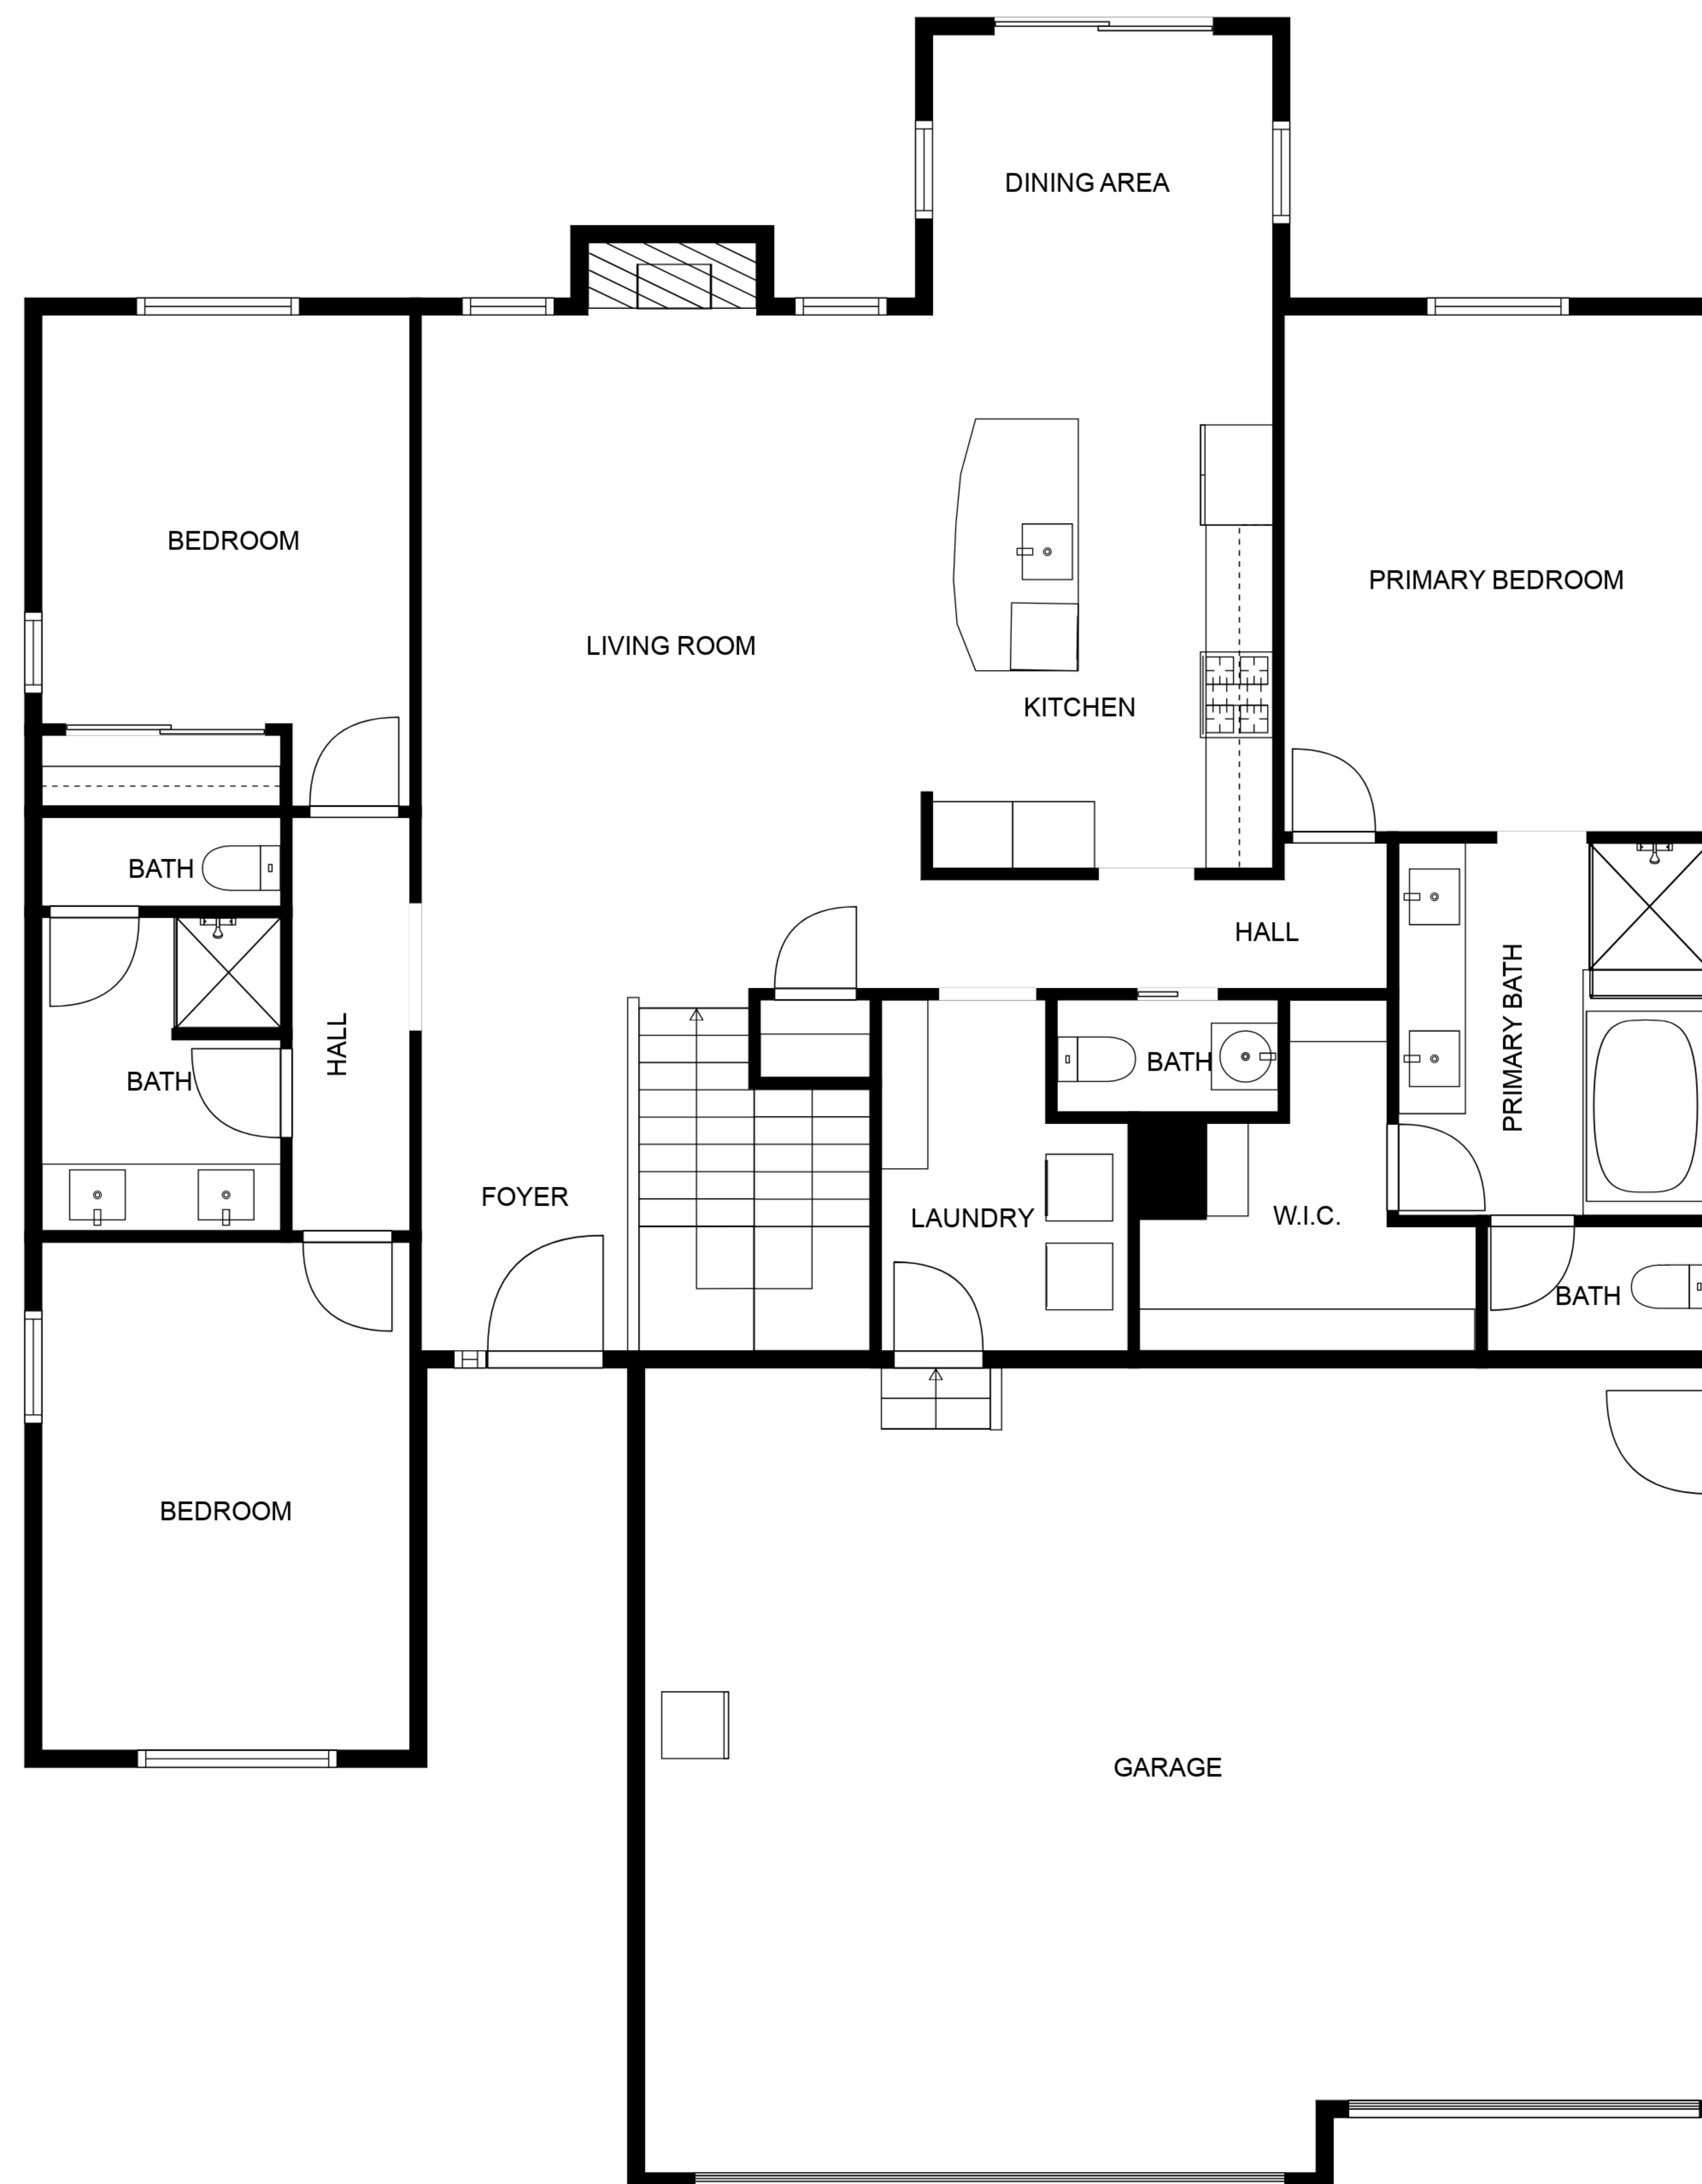 DINING AREA
BEDROOM
PRIMARY BEDROOM
LIVING ROOM
KITCHEN
BATH
HALL
PRIMARY BATH
HALL
BATH
BATH
FOYER
LAUNDRY
W.I.C.
BATH
BEDROOM
GARAGE